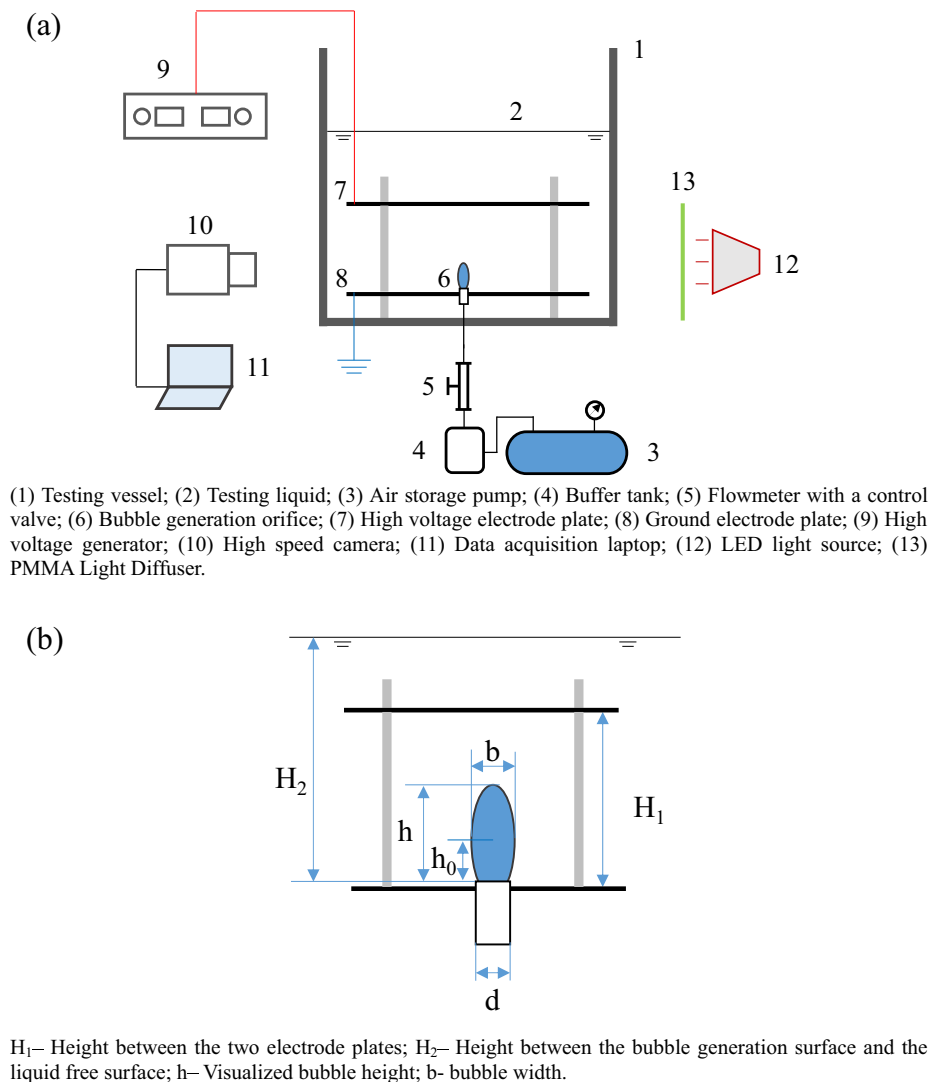 (a)
1
9
2
7
13
10
12
8
6
11
5
4
3
(1) Testing vessel; (2) Testing liquid; (3) Air storage pump; (4) Buffer tank; (5) Flowmeter with a control
valve; (6) Bubble generation orifice; (7) High voltage electrode plate; (8) Ground electrode plate; (9) High
voltage generator; (10) High speed camera; (11) Data acquisition laptop; (12) LED light source; (13)
PMMA Light Diffuser.
(b)
b
H₂
H₁
h
h₀
d
H₁– Height between the two electrode plates; H₂– Height between the bubble generation surface and the
liquid free surface; h– Visualized bubble height; b- bubble width.